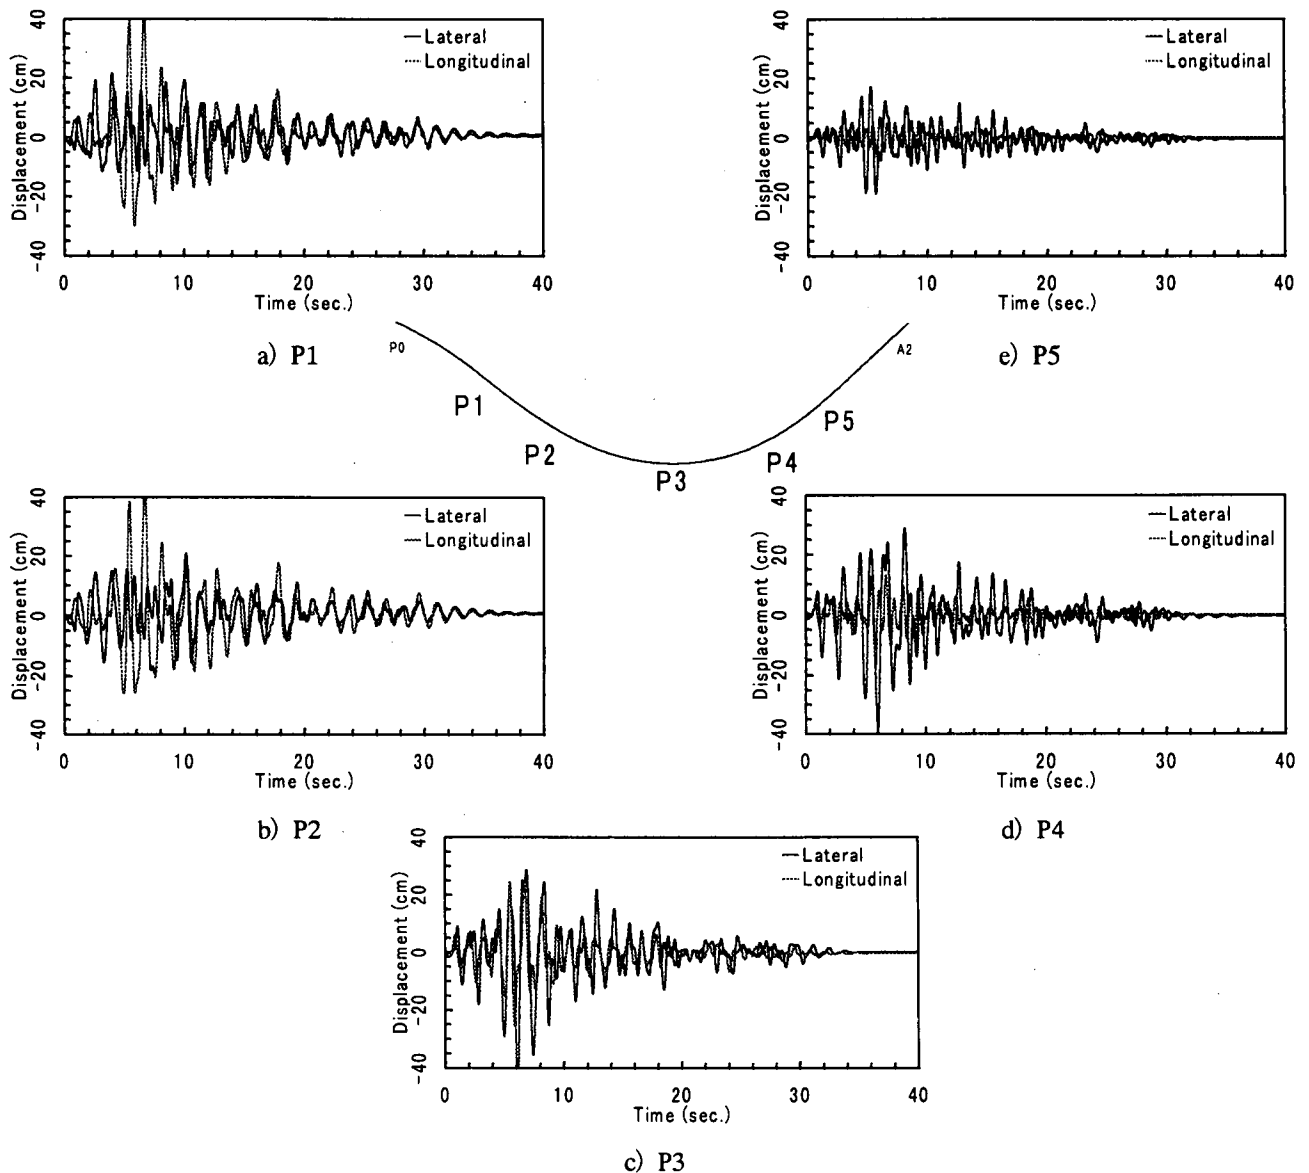 40
20
0
-20
-40
Displacement (cm)
Lateral
Longitudinal
0 10 20 30 40
Time (sec.)
a) P1
40
20
0
-20
-40
Displacement (cm)
Lateral
Longitudinal
0 10 20 30 40
Time (sec.)
e) P5
P0
P1
P2
P3
P4
P5
A2
40
20
0
-20
-40
Displacement (cm)
Lateral
Longitudinal
0 10 20 30 40
Time (sec.)
b) P2
40
20
0
-20
-40
Displacement (cm)
Lateral
Longitudinal
0 10 20 30 40
Time (sec.)
d) P4
40
20
0
-20
-40
Displacement (cm)
Lateral
Longitudinal
0 10 20 30 40
Time (sec.)
c) P3